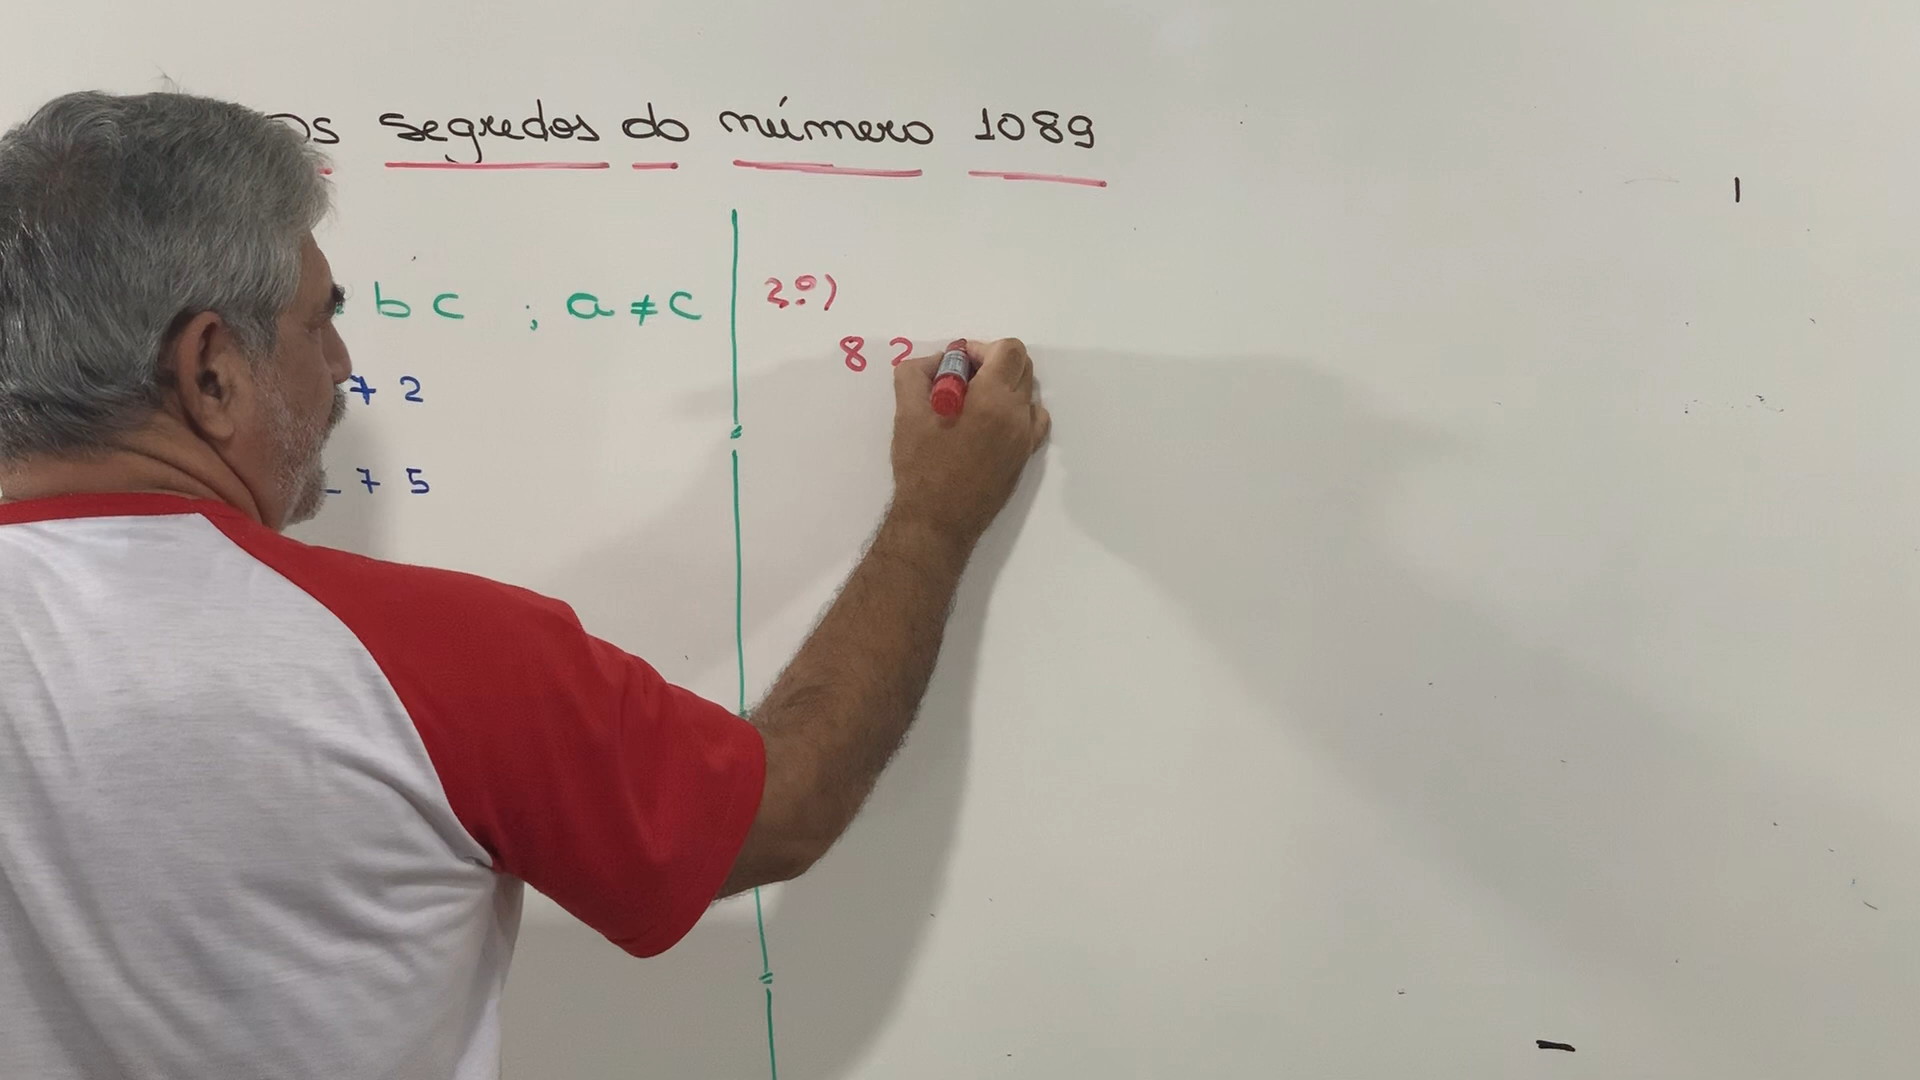 Os segredos do número 1089
b c ; a ≠ c
7 2
7 5
2º)
8 2